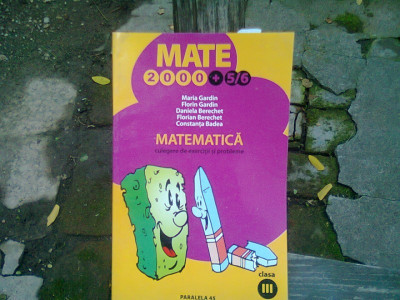 MATE
2000+5/6
Maria Gardin
Florin Gardin
Daniela Berechet
Florian Berechet
Constanța Badea
MATEMATICĂ
culegere de exerciții și probleme
clasa
III
PARALELA 45